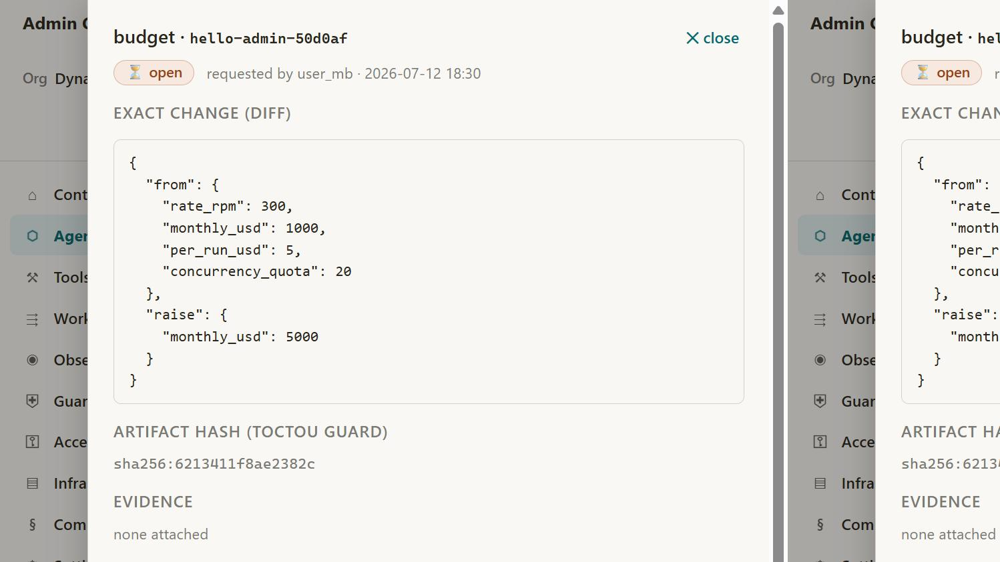 Admin C
Org Dyna
Cont
Agen
Tools
Work
Obse
Guar
Acce
Infra
§ Com
budget · hello-admin-50d0af
✕ close
⏳ open requested by user_mb · 2026-07-12 18:30
EXACT CHANGE (DIFF)
{
"from": {
"rate_rpm": 300,
"monthly_usd": 1000,
"per_run_usd": 5,
"concurrency_quota": 20
},
"raise": {
"monthly_usd": 5000
}
}
ARTIFACT HASH (TOCTOU GUARD)
sha256:6213411f8ae2382c
EVIDENCE
none attached
Admin C
Org Dyna
Cont
Agen
Tools
Work
Obse
Guar
Acce
Infra
§ Com
budget · hel
⏳ open r
EXACT CHAN
{
"from":
"rate_
"month
"per_r
"concu
},
"raise":
"month
}
}
ARTIFACT HA
sha256:6213
EVIDENCE
none attached